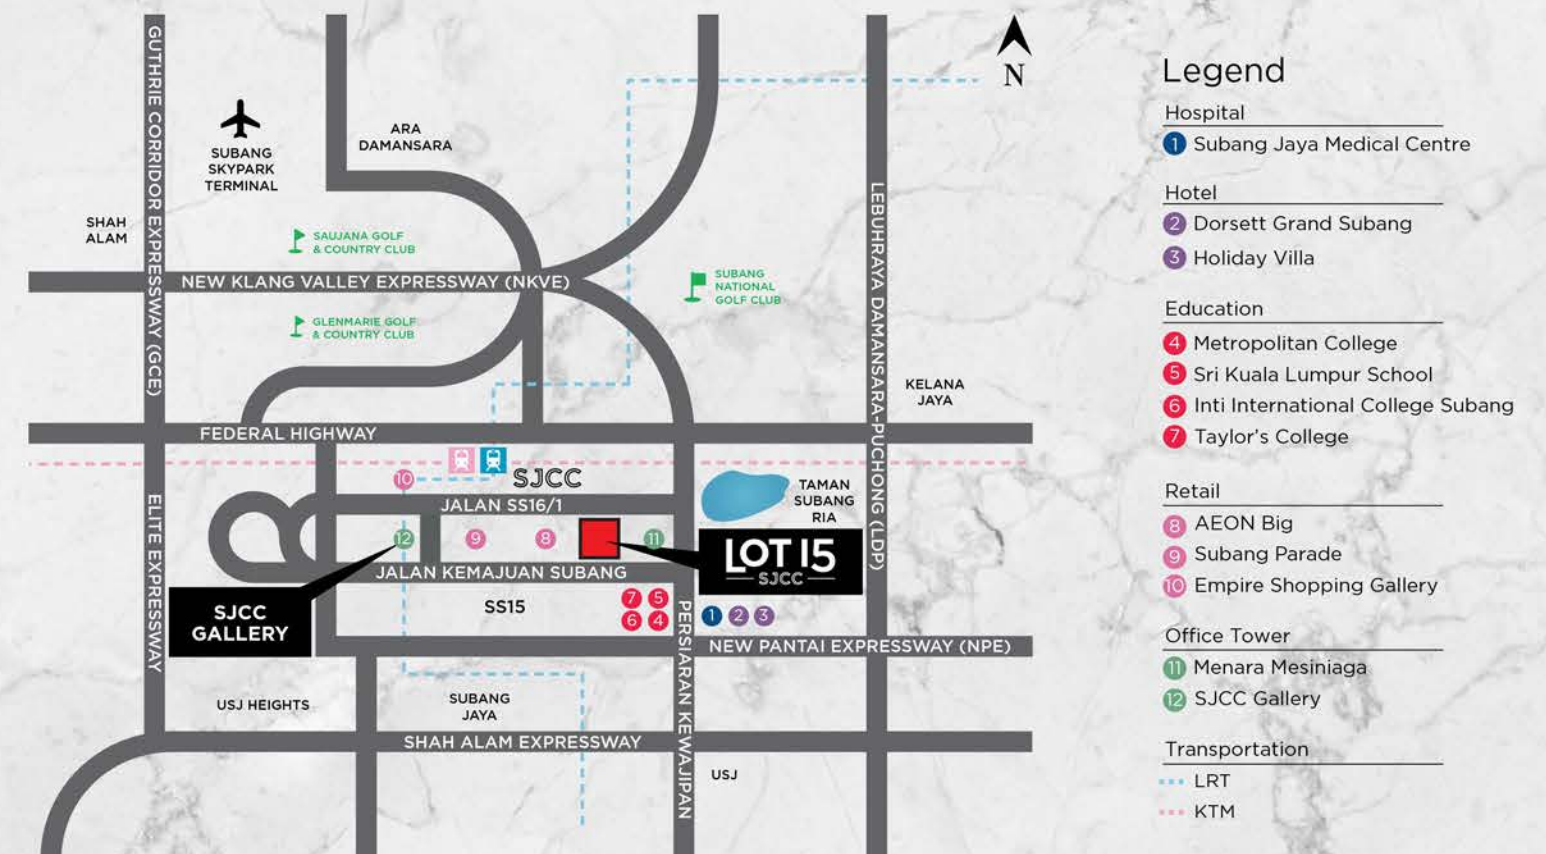 GUTHRIE CORRIDOR EXPRESSWAY (GCE)
SUBANG
SKYPARK
TERMINAL
ARA
DAMANSARA
SHAH
ALAM
SAUJANA GOLF
& COUNTRY CLUB
NEW KLANG VALLEY EXPRESSWAY (NKVE)
GLENMARIE GOLF
& COUNTRY CLUB
SUBANG
NATIONAL
GOLF CLUB
LEBUHRAYA DAMANSARA-PUCHONG (LDP)
N
KELANA
JAYA
FEDERAL HIGHWAY
10
SJCC
JALAN SS16/1
TAMAN
SUBANG
RIA
12
9
8
11
LOT 15
SJCC
JALAN KEMAJUAN SUBANG
ELITE EXPRESSWAY
SJCC
GALLERY
SS15
7 5
6 4
1 2 3
PERSIARAN KEWAJIPAN
NEW PANTAI EXPRESSWAY (NPE)
USJ HEIGHTS
SUBANG
JAYA
SHAH ALAM EXPRESSWAY
USJ
Legend
Hospital
1 Subang Jaya Medical Centre
Hotel
2 Dorsett Grand Subang
3 Holiday Villa
Education
4 Metropolitan College
5 Sri Kuala Lumpur School
6 Inti International College Subang
7 Taylor's College
Retail
8 AEON Big
9 Subang Parade
10 Empire Shopping Gallery
Office Tower
11 Menara Mesiniaga
12 SJCC Gallery
Transportation
LRT
KTM